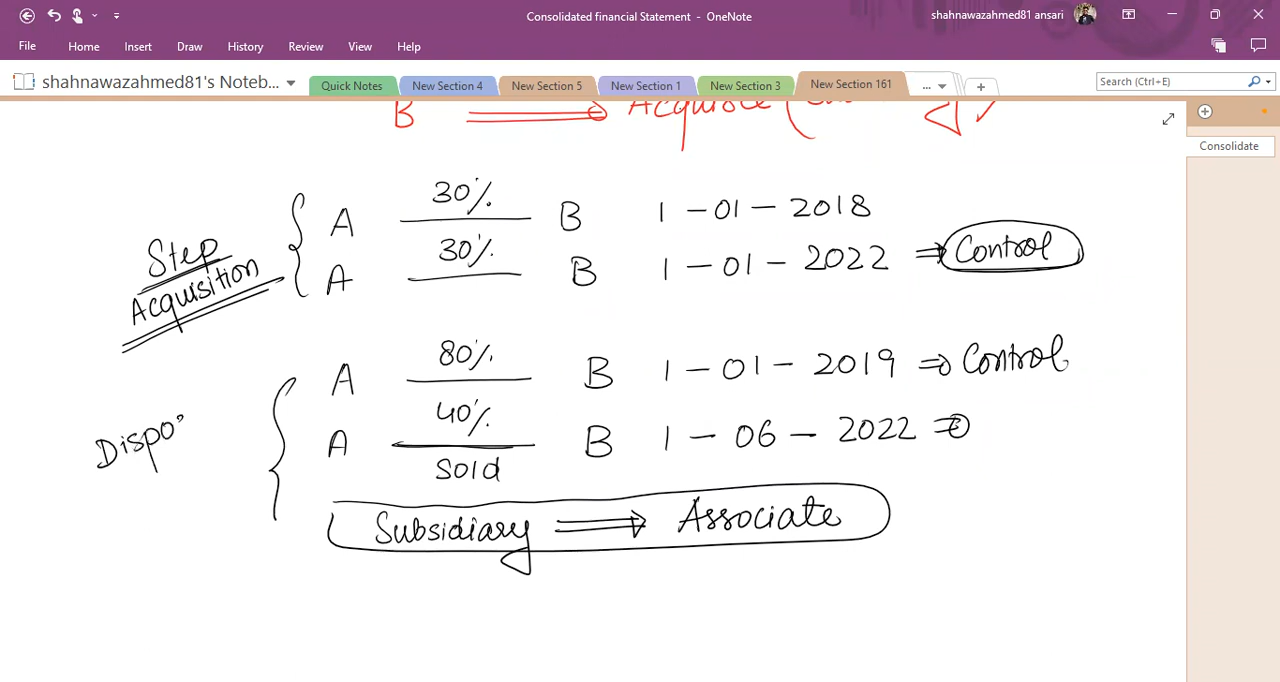 Consolidated financial Statement - OneNote
shahnawazahmed81 ansari
File Home Insert Draw History Review View Help
shahnawazahmed81's Noteb... Quick Notes New Section 4 New Section 5 New Section 1 New Section 3 New Section 161 ... Search (Ctrl+E)
Consolidate
B ⇒ Acquire
Step Acquisition
A 30% B 1-01-2018
A 30% B 1-01-2022 ⇒ Control
Dispo
A 80% B 1-01-2019 ⇒ Control
A 40% B 1-06-2022 ⇒
Sold
Subsidiary ⇒ Associate